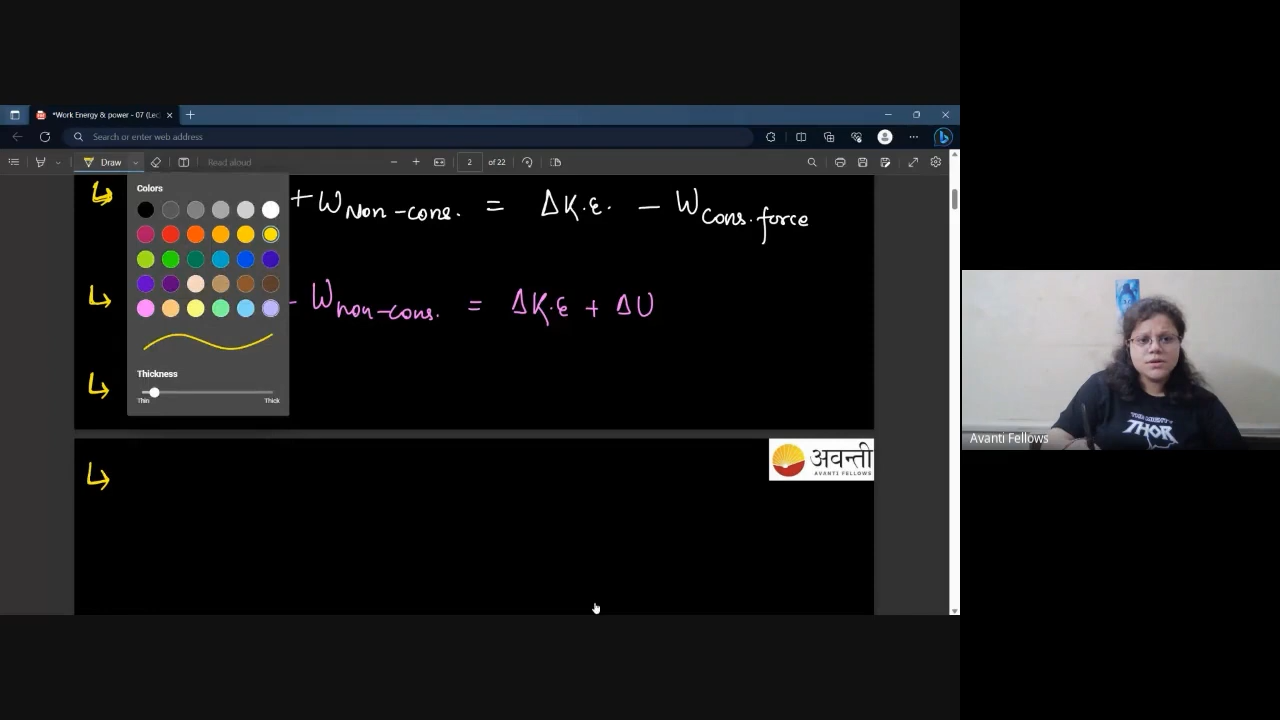 *Work Energy & power - 07 (Lec
Search or enter web address
Draw
Read aloud
2 of 22
Colors
+ W Non-cons. = ΔK.E. - W cons. force
- W non-cons. = ΔK.E + ΔU
Thickness
Thin Thick
अवन्ती
AVANTI FELLOWS
THOR
Avanti Fellows